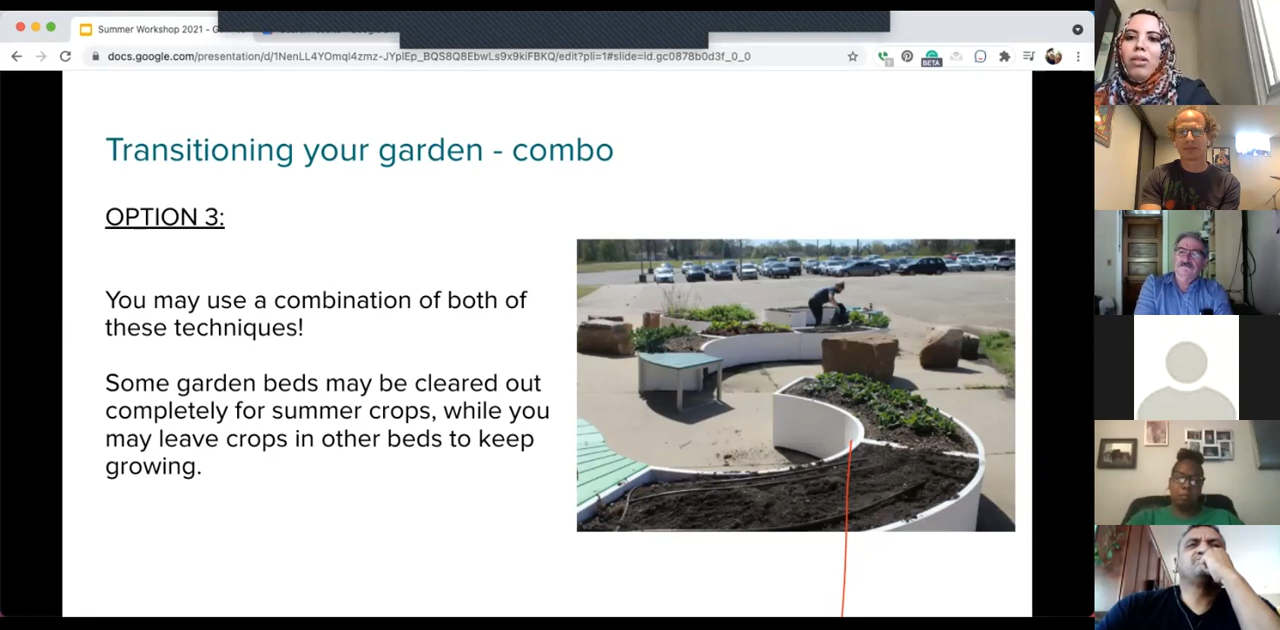 Summer Workshop 2021 - G
docs.google.com/presentation/d/1NenLL4YOmqI4zmz-JYplEp_BQS8Q8EbwLs9x9kiFBKQ/edit?pli=1#slide=id.gc0878b0d3f_0_0
BETA
Transitioning your garden - combo
OPTION 3:
You may use a combination of both of
these techniques!
Some garden beds may be cleared out
completely for summer crops, while you
may leave crops in other beds to keep
growing.